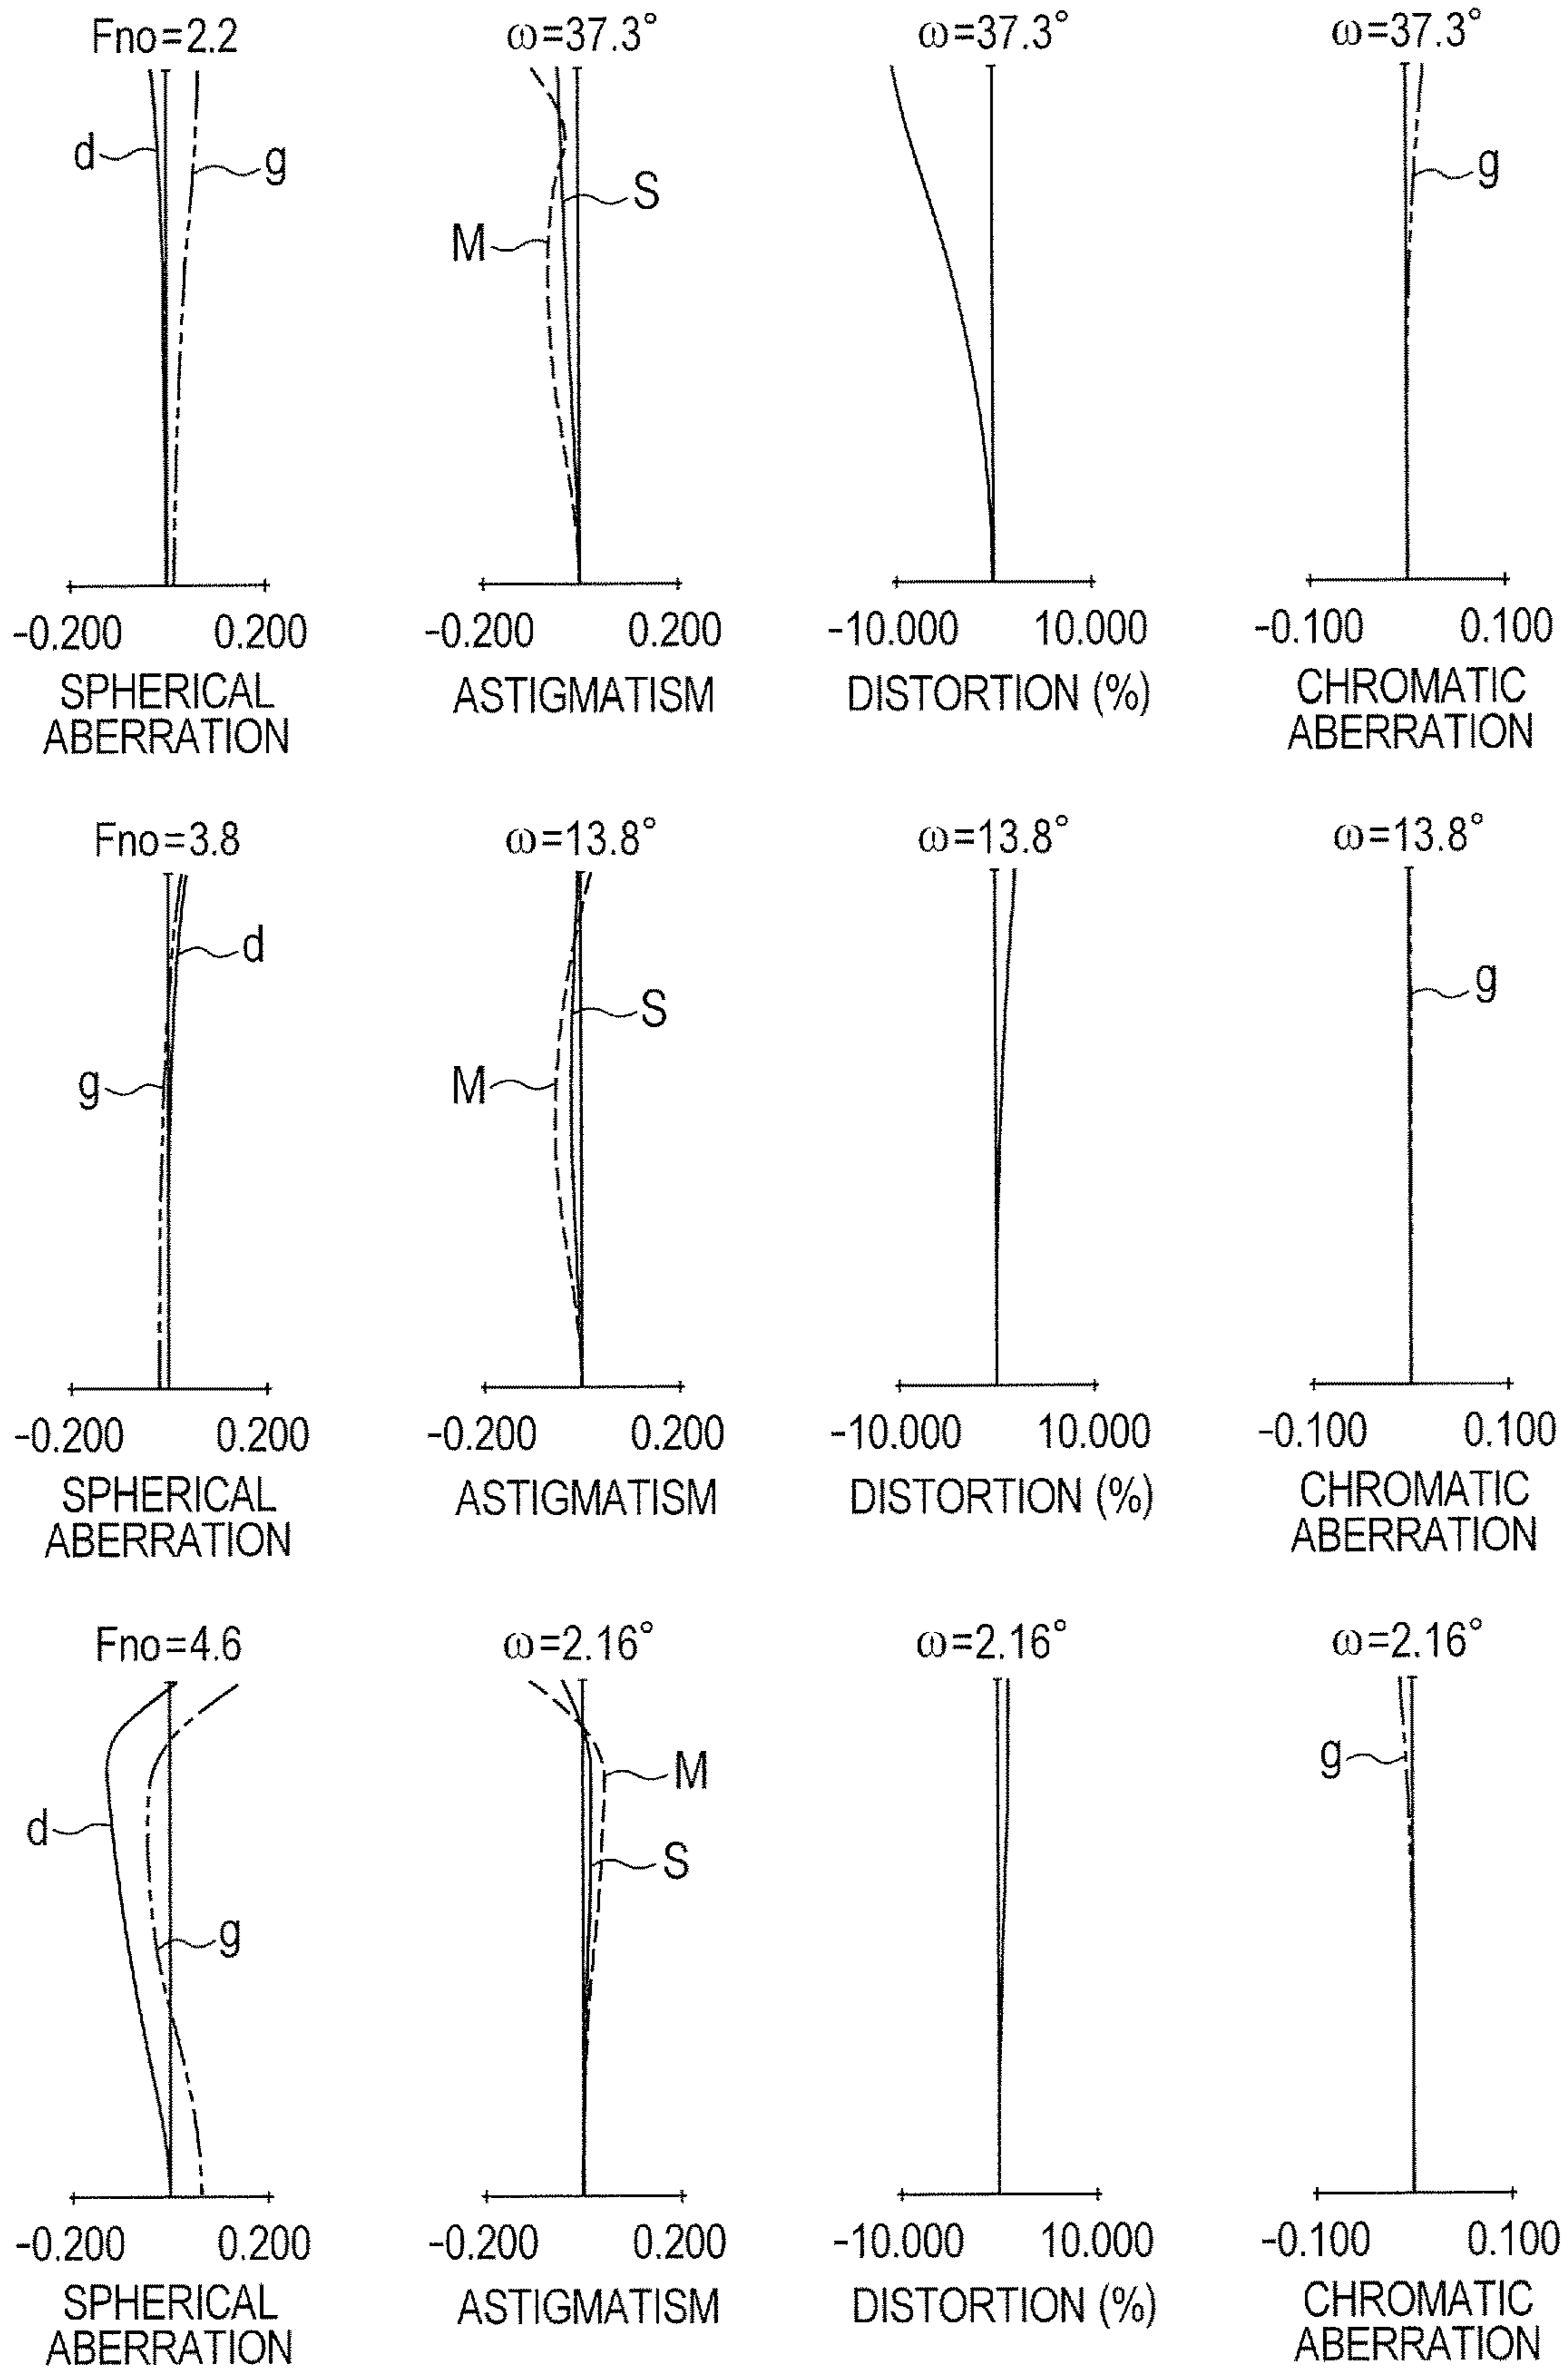 Fno=2.2
ω=37.3°
ω=37.3°
ω=37.3°
d
g
S
M
g
-0.200 0.200
-0.200 0.200
-10.000 10.000
-0.100 0.100
SPHERICAL
ABERRATION
ASTIGMATISM
DISTORTION (%)
CHROMATIC
ABERRATION
Fno=3.8
ω=13.8°
ω=13.8°
ω=13.8°
d
g
S
M
g
-0.200 0.200
-0.200 0.200
-10.000 10.000
-0.100 0.100
SPHERICAL
ABERRATION
ASTIGMATISM
DISTORTION (%)
CHROMATIC
ABERRATION
Fno=4.6
ω=2.16°
ω=2.16°
ω=2.16°
d
g
M
S
g
-0.200 0.200
-0.200 0.200
-10.000 10.000
-0.100 0.100
SPHERICAL
ABERRATION
ASTIGMATISM
DISTORTION (%)
CHROMATIC
ABERRATION